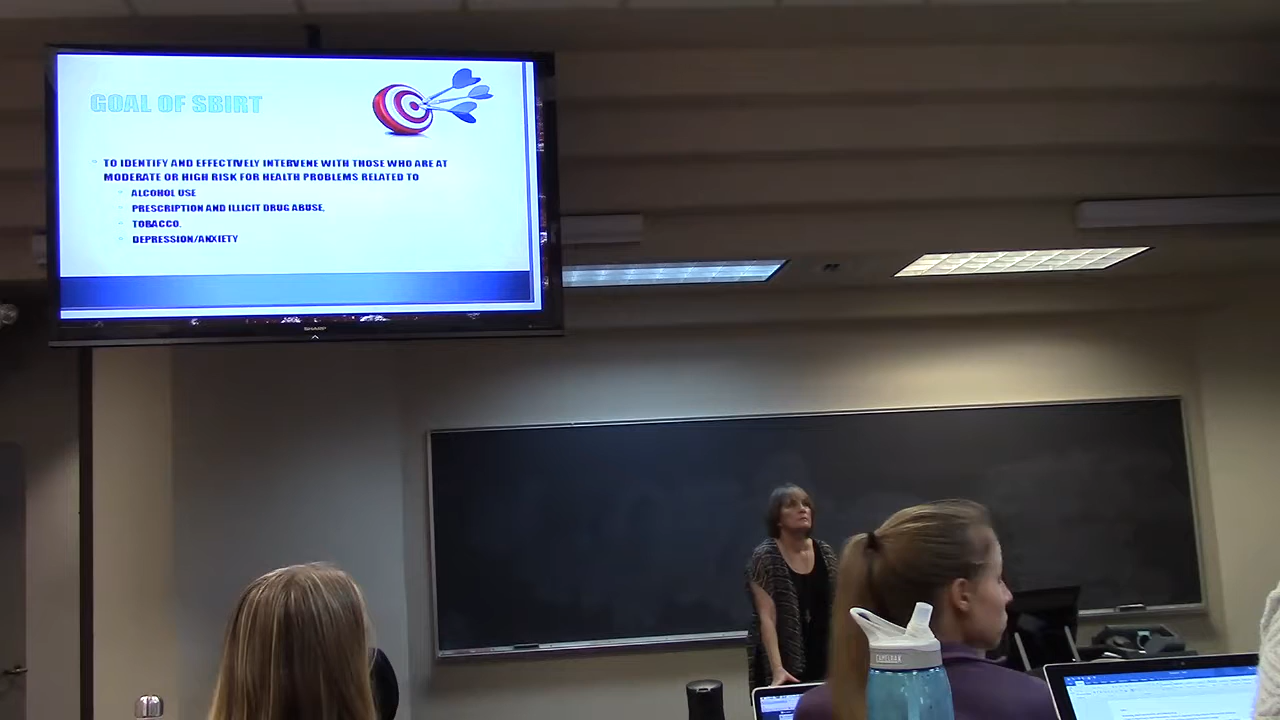 GOAL OF SBIRT
TO IDENTIFY AND EFFECTIVELY INTERVENE WITH THOSE WHO ARE AT
MODERATE OR HIGH RISK FOR HEALTH PROBLEMS RELATED TO
ALCOHOL USE
PRESCRIPTION AND ILLICIT DRUG ABUSE,
TOBACCO.
DEPRESSION/ANXIETY
SHARP
CAMELBAK